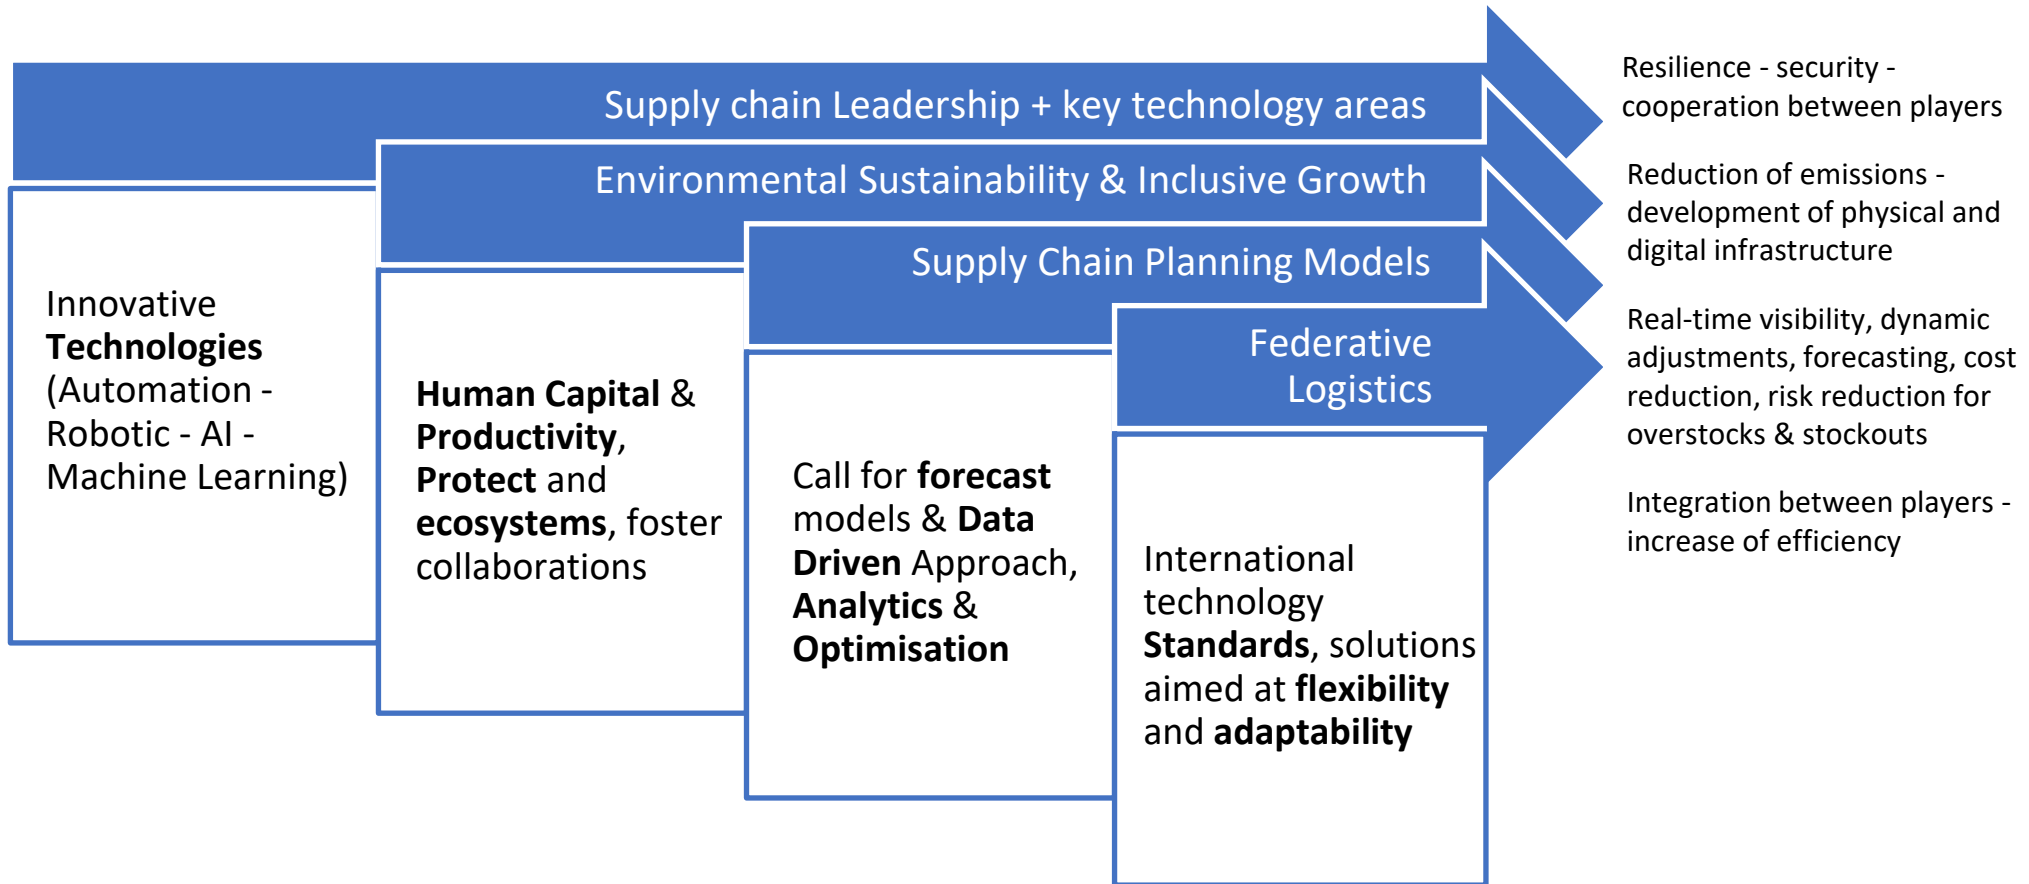 Supply chain Leadership + key technology areas
Environmental Sustainability & Inclusive Growth
Supply Chain Planning Models
Federative
Logistics
Innovative
Technologies
(Automation -
Robotic - AI -
Machine Learning)
Human Capital &
Productivity,
Protect and
ecosystems, foster
collaborations
Call for forecast
models & Data
Driven Approach,
Analytics &
Optimisation
International
technology
Standards, solutions
aimed at flexibility
and adaptability
Resilience - security -
cooperation between players
Reduction of emissions -
development of physical and
digital infrastructure
Real-time visibility, dynamic
adjustments, forecasting, cost
reduction, risk reduction for
overstocks & stockouts
Integration between players -
increase of efficiency